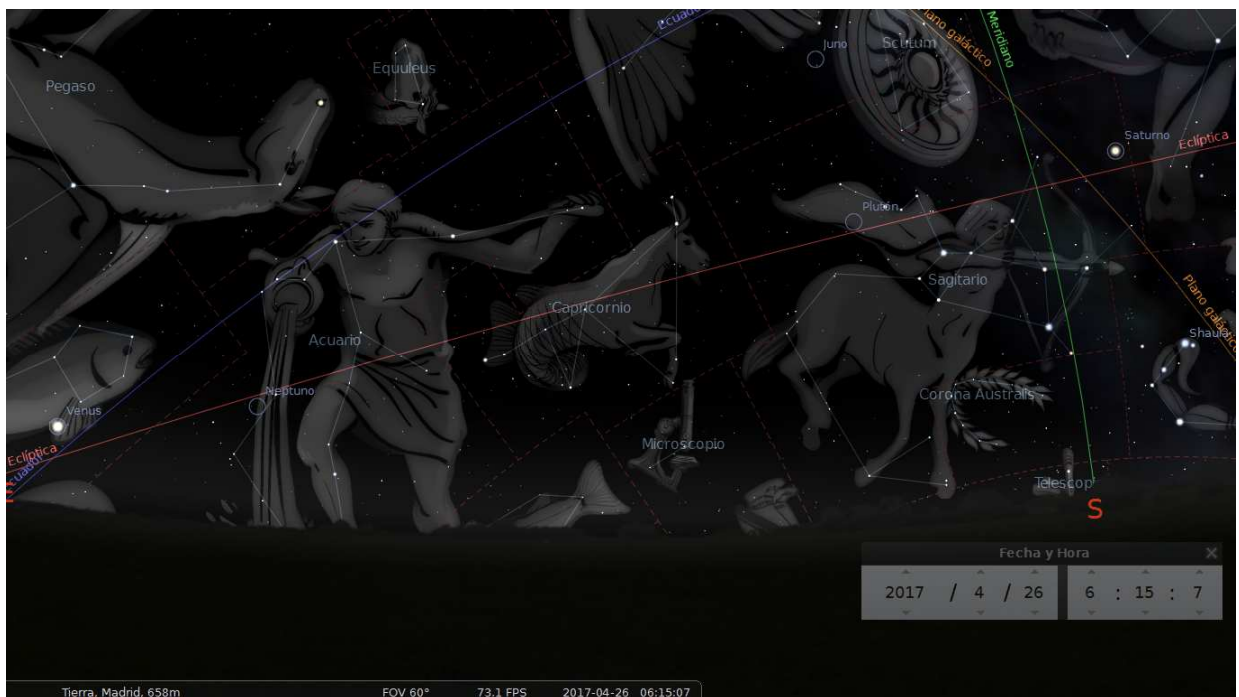 Ecuador
Plano galáctico
Meridiano
Juno
Scutum
Equuleus
Pegaso
Saturno
Eclíptica
Plutón
Sagitario
Capricornio
Plano galáctico
Acuario
Shaula
Neptuno
Corona Australis
Venus
Microscopio
Eclíptica
cuador
Telescop
S
Fecha y Hora
2017 / 4 / 26 6 : 15 : 7
Tierra, Madrid, 658m FOV 60° 73.1 FPS 2017-04-26 06:15:07